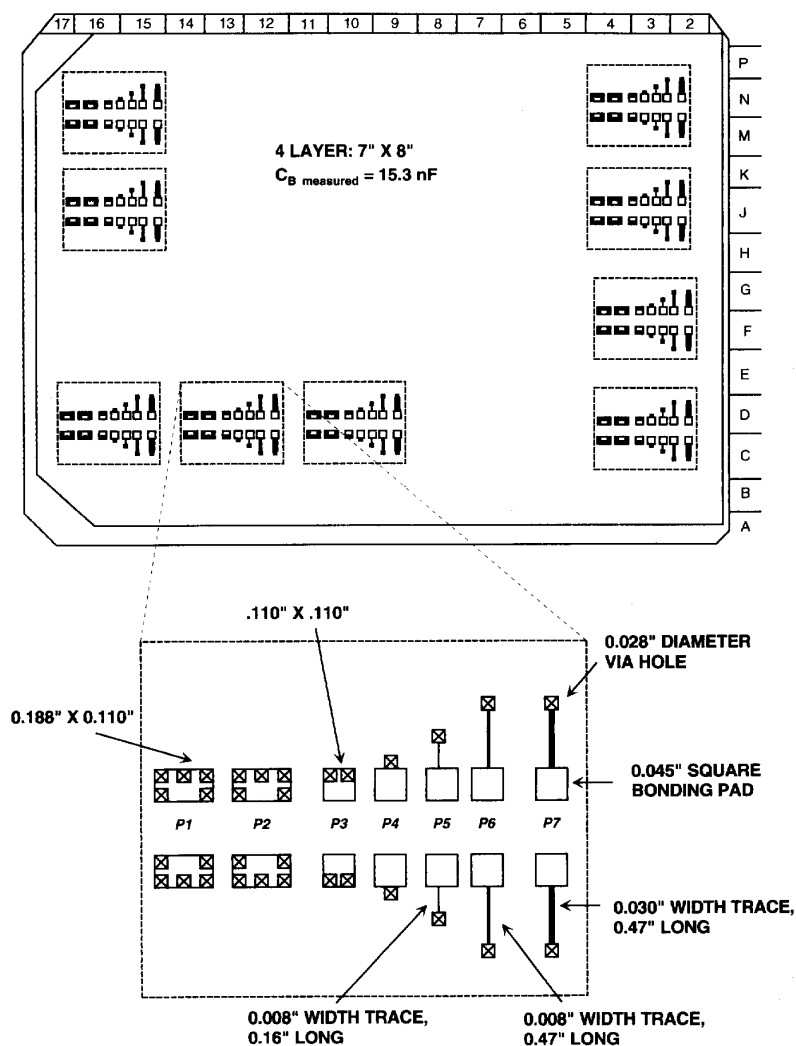 17 16 15 14 13 12 11 10 9 8 7 6 5 4 3 2
P
N
M
K
J
H
G
F
E
D
C
B
A
4 LAYER: 7" X 8"
CB measured = 15.3 nF
.110" X .110"
0.028" DIAMETER
VIA HOLE
0.188" X 0.110"
0.045" SQUARE
BONDING PAD
P1 P2 P3 P4 P5 P6 P7
0.030" WIDTH TRACE,
0.47" LONG
0.008" WIDTH TRACE,
0.16" LONG
0.008" WIDTH TRACE,
0.47" LONG